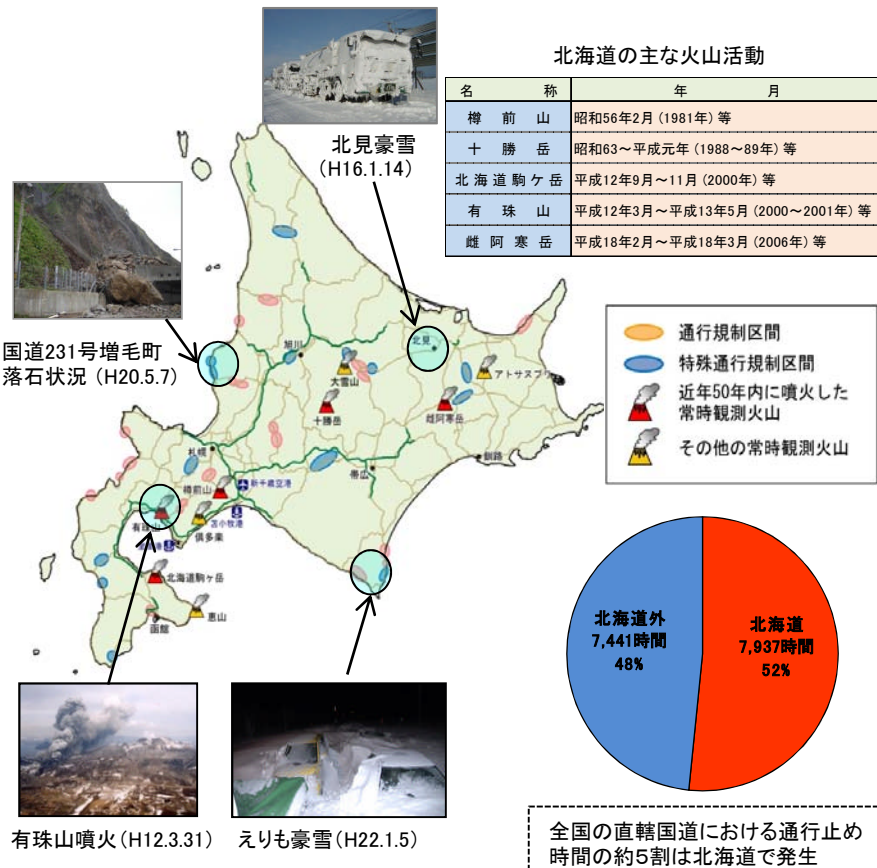 北海道の主な火山活動
名 称 年 月
樽前山 昭和56年2月（1981年）等
十勝岳 昭和63～平成元年（1988～89年）等
北海道駒ケ岳 平成12年9月～11月（2000年）等
有珠山 平成12年3月～平成13年5月（2000～2001年）等
雌阿寒岳 平成18年2月～平成18年3月（2006年）等
北見豪雪
（H16.1.14）
国道231号増毛町
落石状況（H20.5.7）
旭川
北見
大雪山
アトサヌプリ
十勝岳
雌阿寒岳
釧路
札幌
帯広
樽前山
新千歳空港
苫小牧港
有珠山
倶多楽
北海道駒ケ岳
恵山
函館
通行規制区間
特殊通行規制区間
近年50年内に噴火した
常時観測火山
その他の常時観測火山
北海道外
7,441時間
48%
北海道
7,937時間
52%
有珠山噴火（H12.3.31）
えりも豪雪（H22.1.5）
全国の直轄国道における通行止め
時間の約5割は北海道で発生